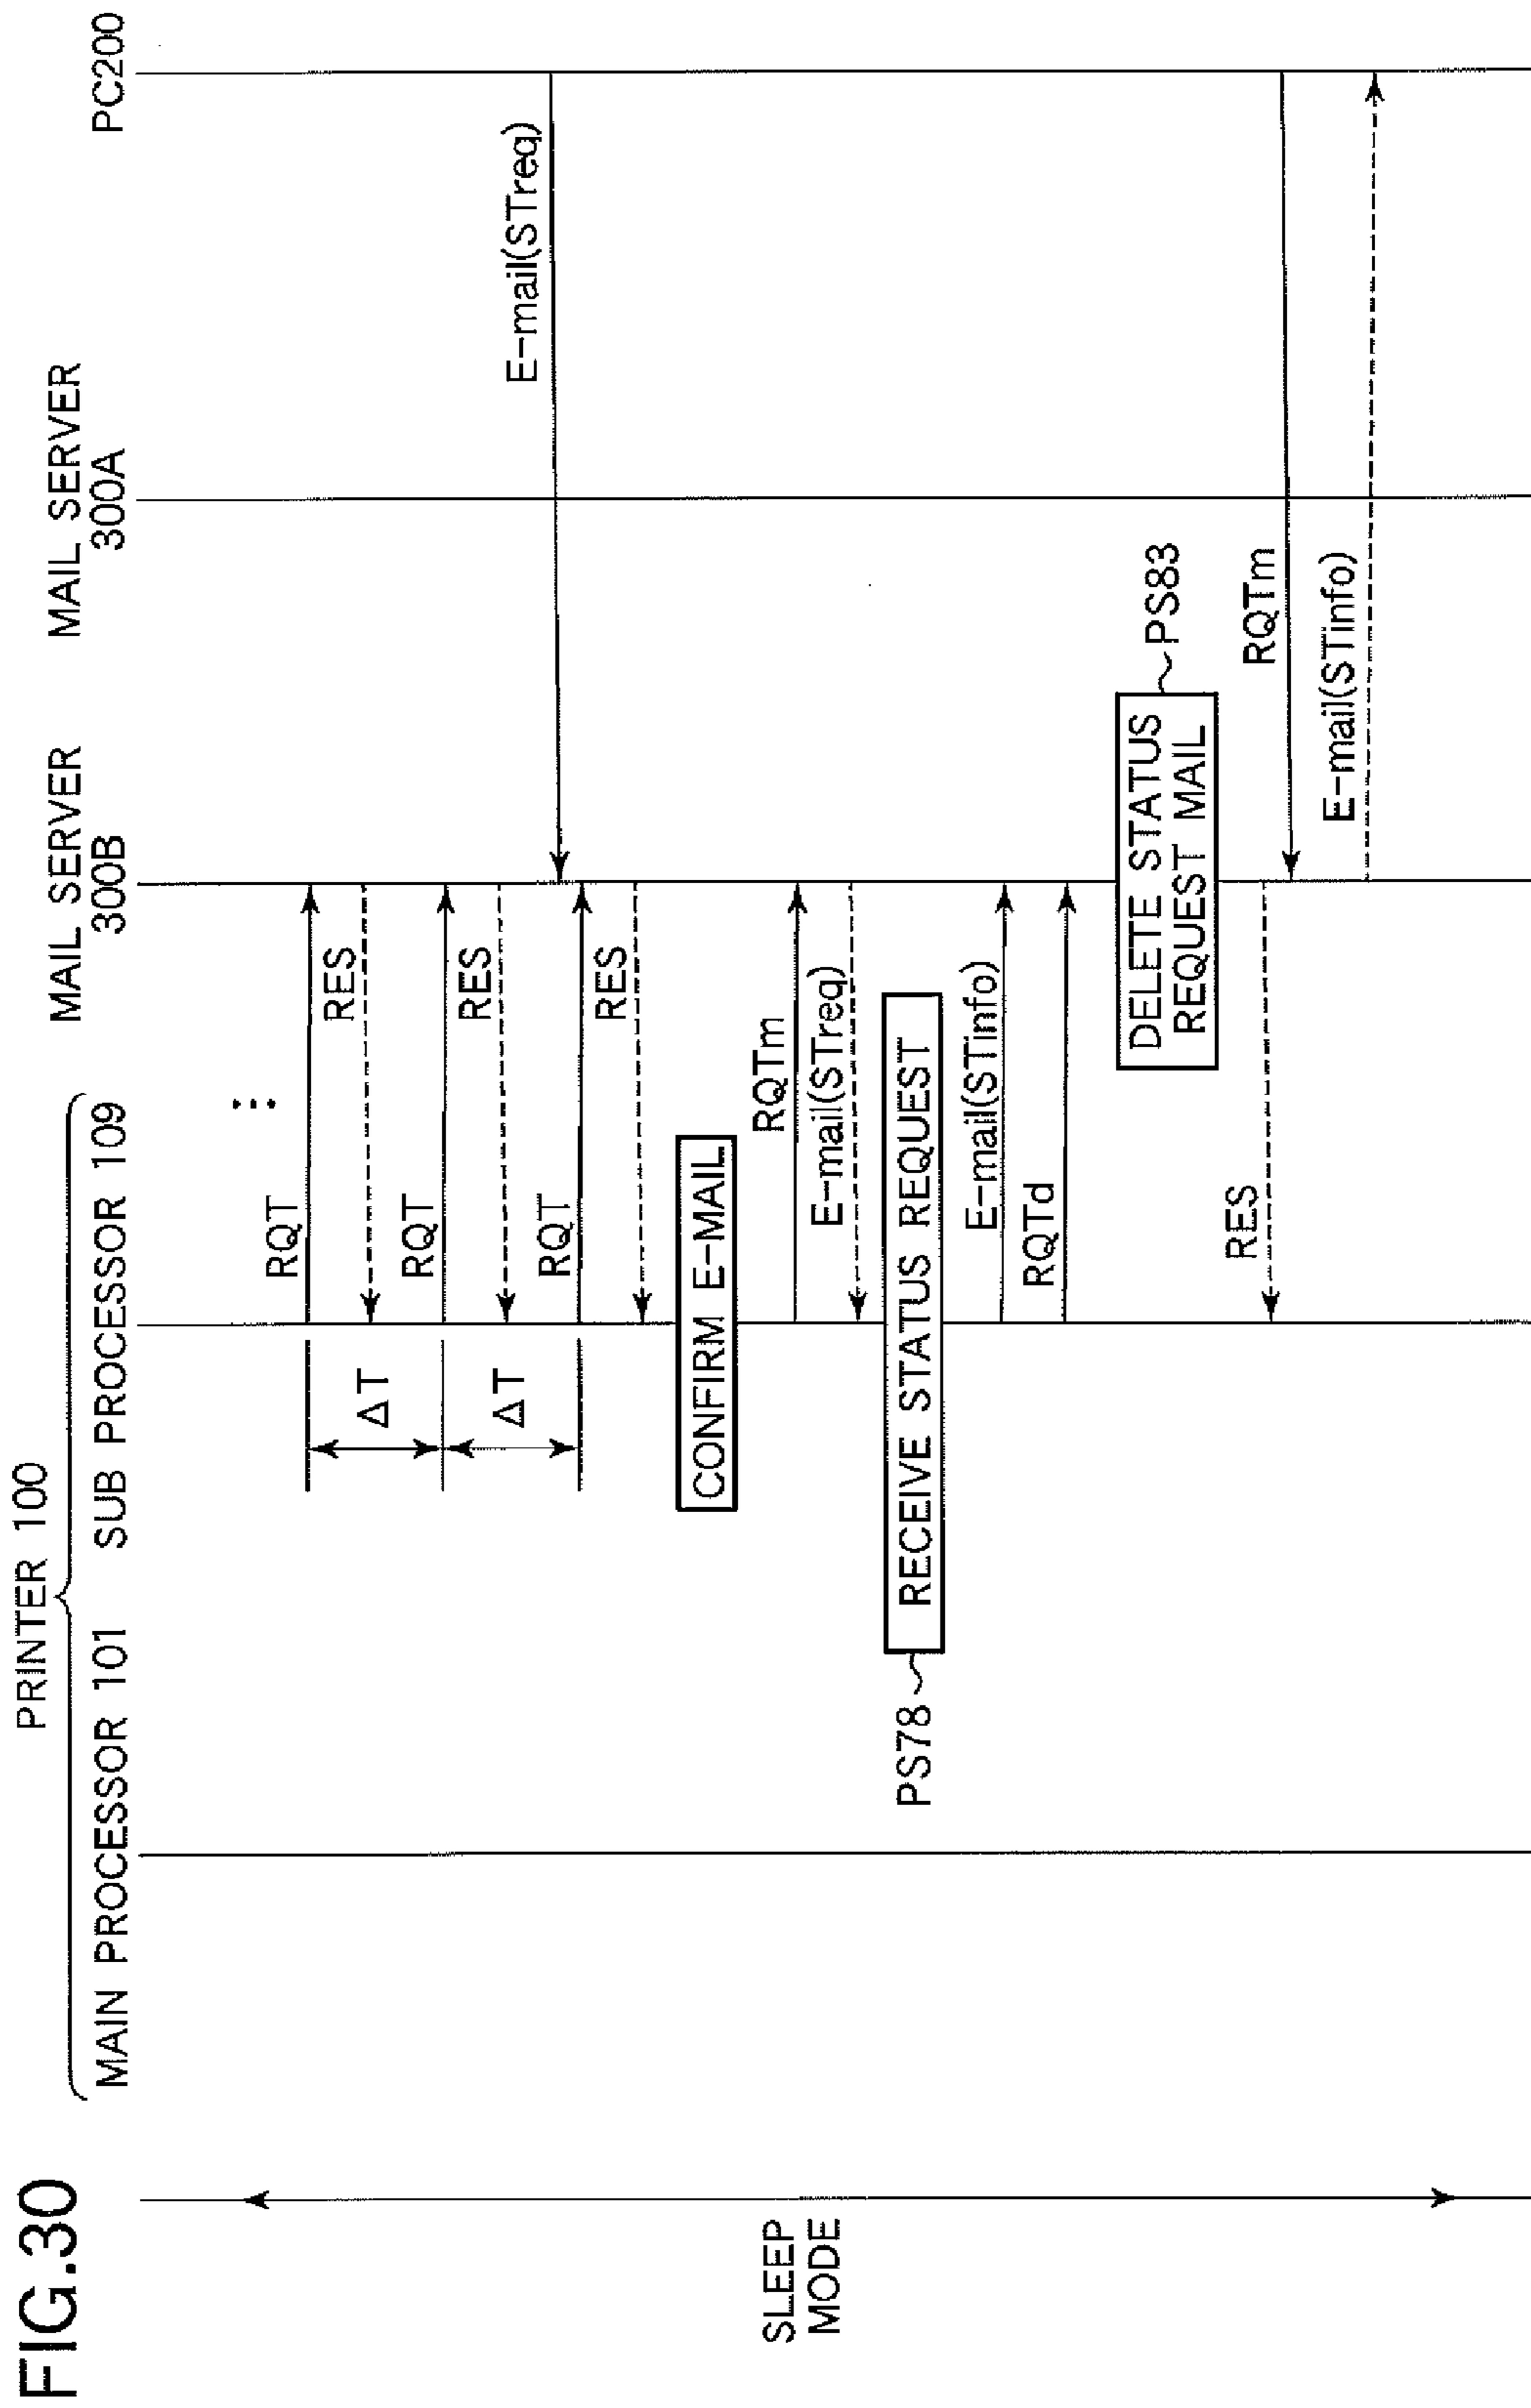 FIG.30
PRINTER 100
MAIN PROCESSOR 101
SUB PROCESSOR 109
MAIL SERVER
300B
MAIL SERVER
300A
PC200
SLEEP
MODE
RQT
RES
ΔT
RQT
RES
ΔT
E-mail(STreq)
RQT
RES
CONFIRM E-MAIL
RQTm
E-mail(STreq)
PS78
RECEIVE STATUS REQUEST
E-mail(STinfo)
RQTd
DELETE STATUS
REQUEST MAIL
PS83
RES
RQTm
E-mail(STinfo)